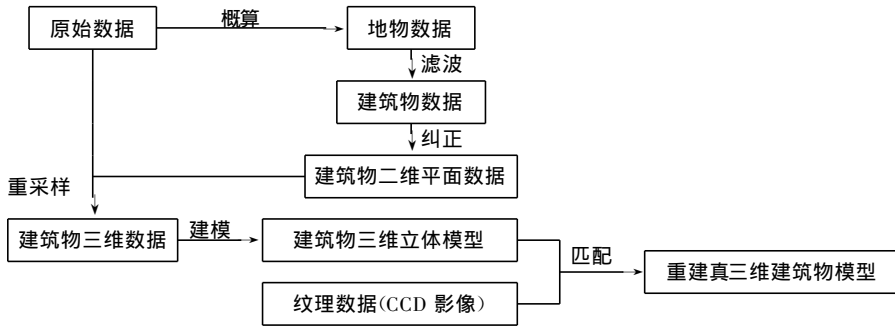 原始数据
概算
地物数据
滤波
建筑物数据
纠正
建筑物二维平面数据
重采样
建筑物三维数据
建模
建筑物三维立体模型
匹配
重建真三维建筑物模型
纹理数据(CCD 影像)